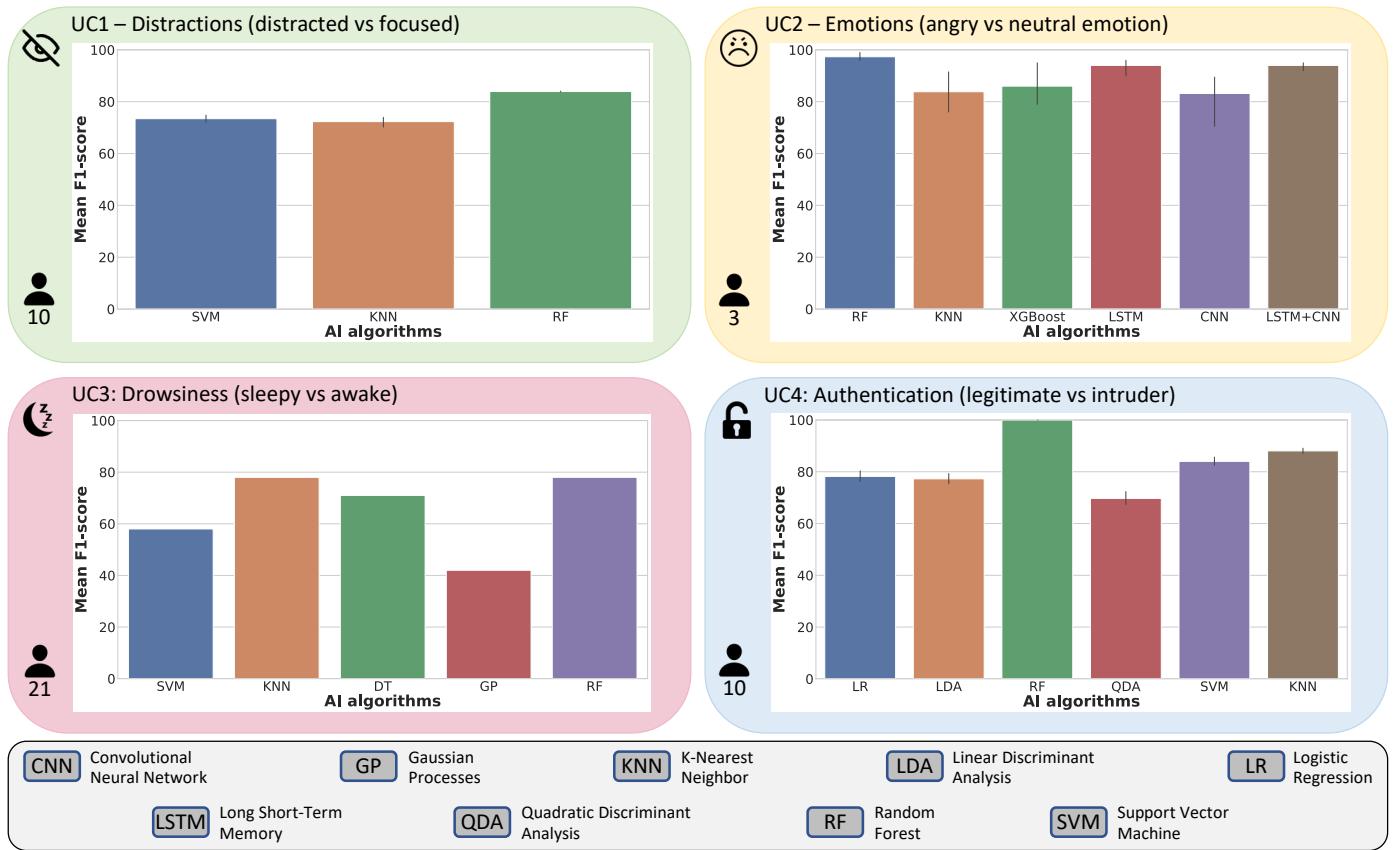 UC1 – Distractions (distracted vs focused)
100
80
60
40
20
0
Mean F1-score
SVM
KNN
RF
AI algorithms
10
UC2 – Emotions (angry vs neutral emotion)
100
80
60
40
20
0
Mean F1-score
RF
KNN
XGBoost
LSTM
CNN
LSTM+CNN
AI algorithms
3
UC3: Drowsiness (sleepy vs awake)
z z z
100
80
60
40
20
0
Mean F1-score
SVM
KNN
DT
GP
RF
AI algorithms
21
UC4: Authentication (legitimate vs intruder)
100
80
60
40
20
0
Mean F1-score
LR
LDA
RF
QDA
SVM
KNN
AI algorithms
10
CNN
Convolutional
Neural Network
GP
Gaussian
Processes
KNN
K-Nearest
Neighbor
LDA
Linear Discriminant
Analysis
LR
Logistic
Regression
LSTM
Long Short-Term
Memory
QDA
Quadratic Discriminant
Analysis
RF
Random
Forest
SVM
Support Vector
Machine